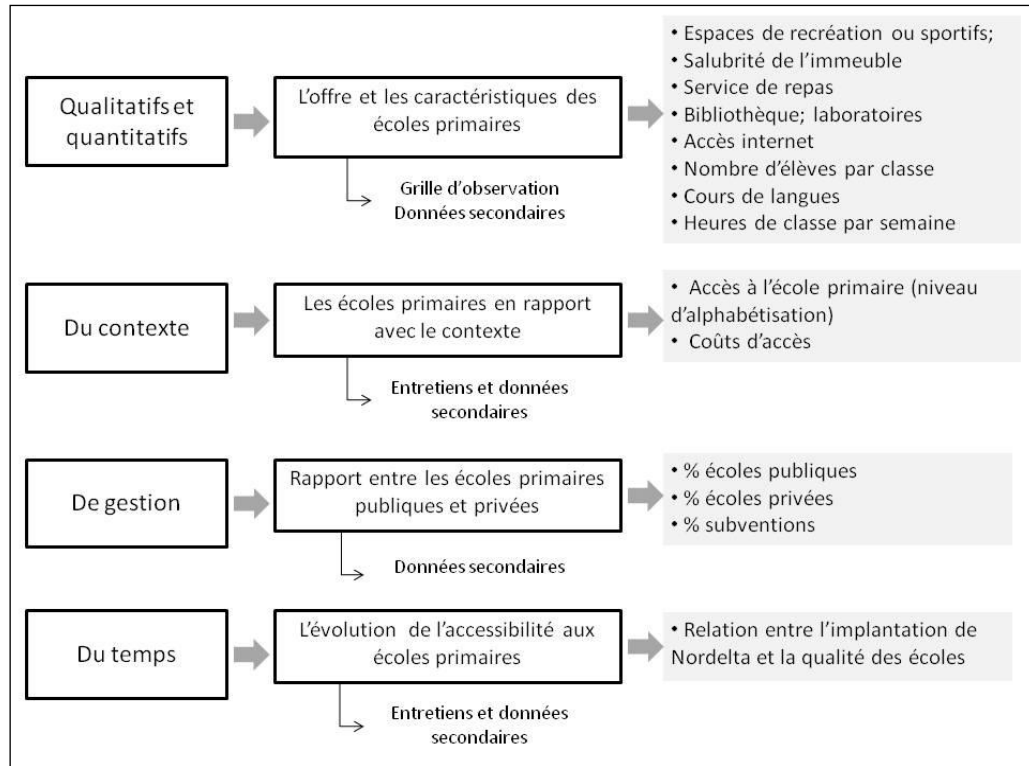 Qualitatifs et
quantitatifs
L'offre et les caractéristiques des
écoles primaires
Grille d'observation
Données secondaires
• Espaces de recréation ou sportifs;
• Salubrité de l'immeuble
• Service de repas
• Bibliothèque; laboratoires
• Accès internet
• Nombre d'élèves par classe
• Cours de langues
• Heures de classe par semaine
Du contexte
Les écoles primaires en rapport
avec le contexte
Entretiens et données
secondaires
• Accès à l'école primaire (niveau
d'alphabétisation)
• Coûts d'accès
De gestion
Rapport entre les écoles primaires
publiques et privées
Données secondaires
• % écoles publiques
• % écoles privées
• % subventions
Du temps
L'évolution de l'accessibilité aux
écoles primaires
Entretiens et données
secondaires
• Relation entre l'implantation de
Nordelta et la qualité des écoles